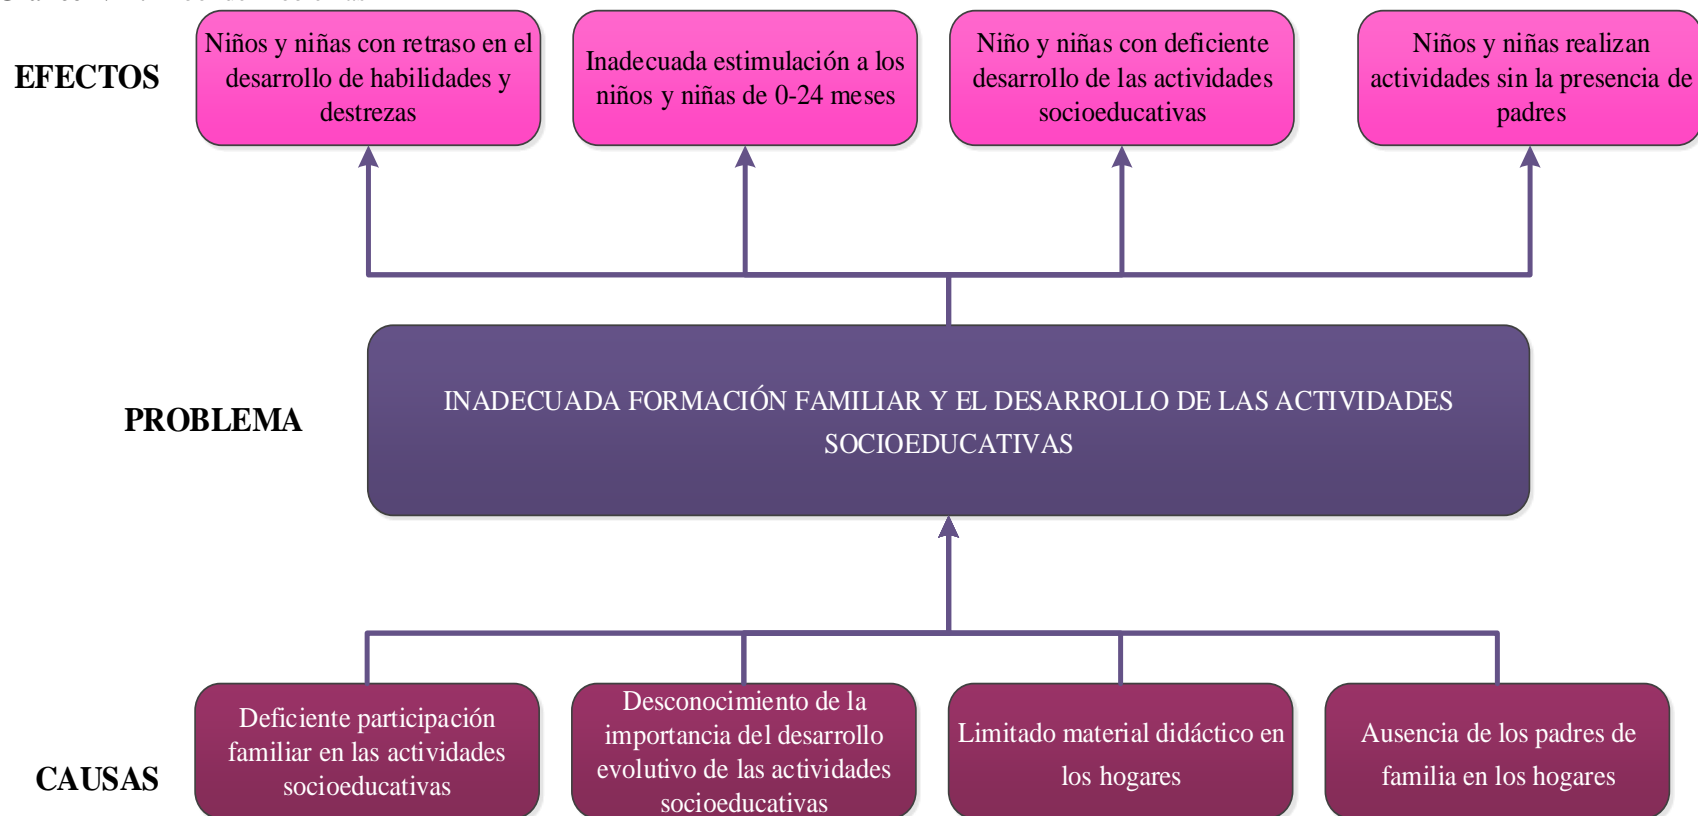 EFECTOS
Niños y niñas con retraso en el
desarrollo de habilidades y
destrezas
Inadecuada estimulación a los
niños y niñas de 0-24 meses
Niño y niñas con deficiente
desarrollo de las actividades
socioeducativas
Niños y niñas realizan
actividades sin la presencia de
padres
PROBLEMA
INADECUADA FORMACIÓN FAMILIAR Y EL DESARROLLO DE LAS ACTIVIDADES
SOCIOEDUCATIVAS
CAUSAS
Deficiente participación
familiar en las actividades
socioeducativas
Desconocimiento de la
importancia del desarrollo
evolutivo de las actividades
socioeducativas
Limitado material didáctico en
los hogares
Ausencia de los padres de
familia en los hogares